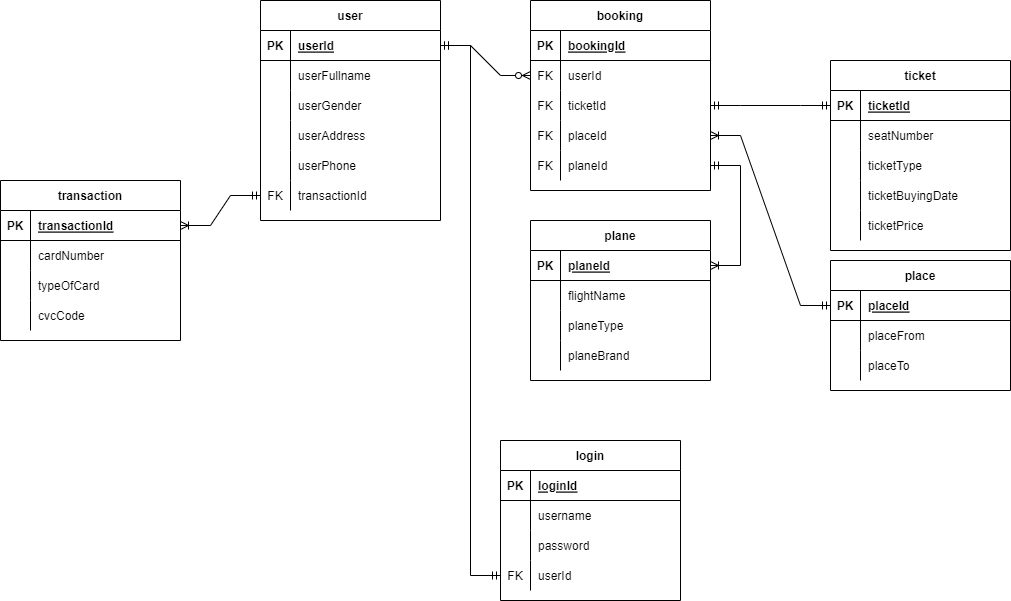 user
PK userId
userFullname
userGender
userAddress
userPhone
FK transactionId
booking
PK bookingId
FK userId
FK ticketId
FK placeId
FK planeId
ticket
PK ticketId
seatNumber
ticketType
ticketBuyingDate
ticketPrice
transaction
PK transactionId
cardNumber
typeOfCard
cvcCode
plane
PK planeId
flightName
planeType
planeBrand
place
PK placeId
placeFrom
placeTo
login
PK loginId
username
password
FK userId